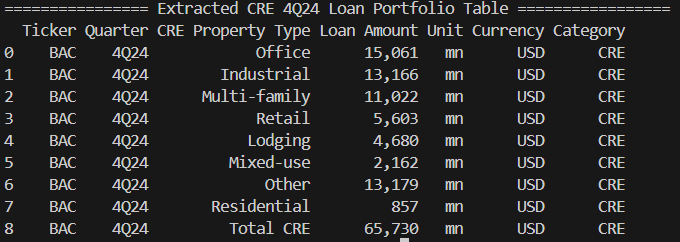 ================ Extracted CRE 4Q24 Loan Portfolio Table =================
  Ticker Quarter CRE Property Type Loan Amount Unit Currency Category
0    BAC    4Q24            Office      15,061   mn      USD      CRE
1    BAC    4Q24        Industrial      13,166   mn      USD      CRE
2    BAC    4Q24      Multi-family      11,022   mn      USD      CRE
3    BAC    4Q24            Retail       5,603   mn      USD      CRE
4    BAC    4Q24           Lodging       4,680   mn      USD      CRE
5    BAC    4Q24         Mixed-use       2,162   mn      USD      CRE
6    BAC    4Q24             Other      13,179   mn      USD      CRE
7    BAC    4Q24       Residential         857   mn      USD      CRE
8    BAC    4Q24         Total CRE      65,730   mn      USD      CRE